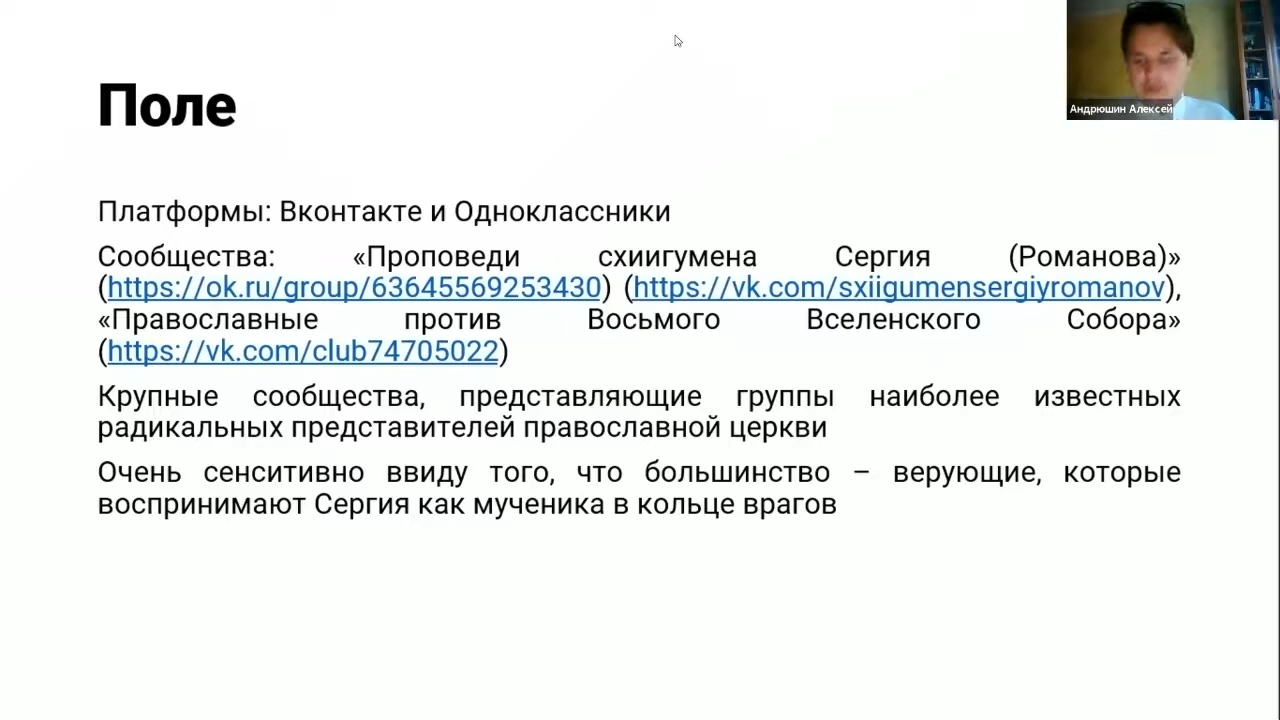 Поле
Андрюшин Алексей
Платформы: Вконтакте и Одноклассники
Сообщества: «Проповеди схиигумена Сергия (Романова)»
(https://ok.ru/group/63645569253430) (https://vk.com/sxiigumensergiyromanov),
«Православные против Восьмого Вселенского Собора»
(https://vk.com/club74705022)
Крупные сообщества, представляющие группы наиболее известных
радикальных представителей православной церкви
Очень сенситивно ввиду того, что большинство – верующие, которые
воспринимают Сергия как мученика в кольце врагов